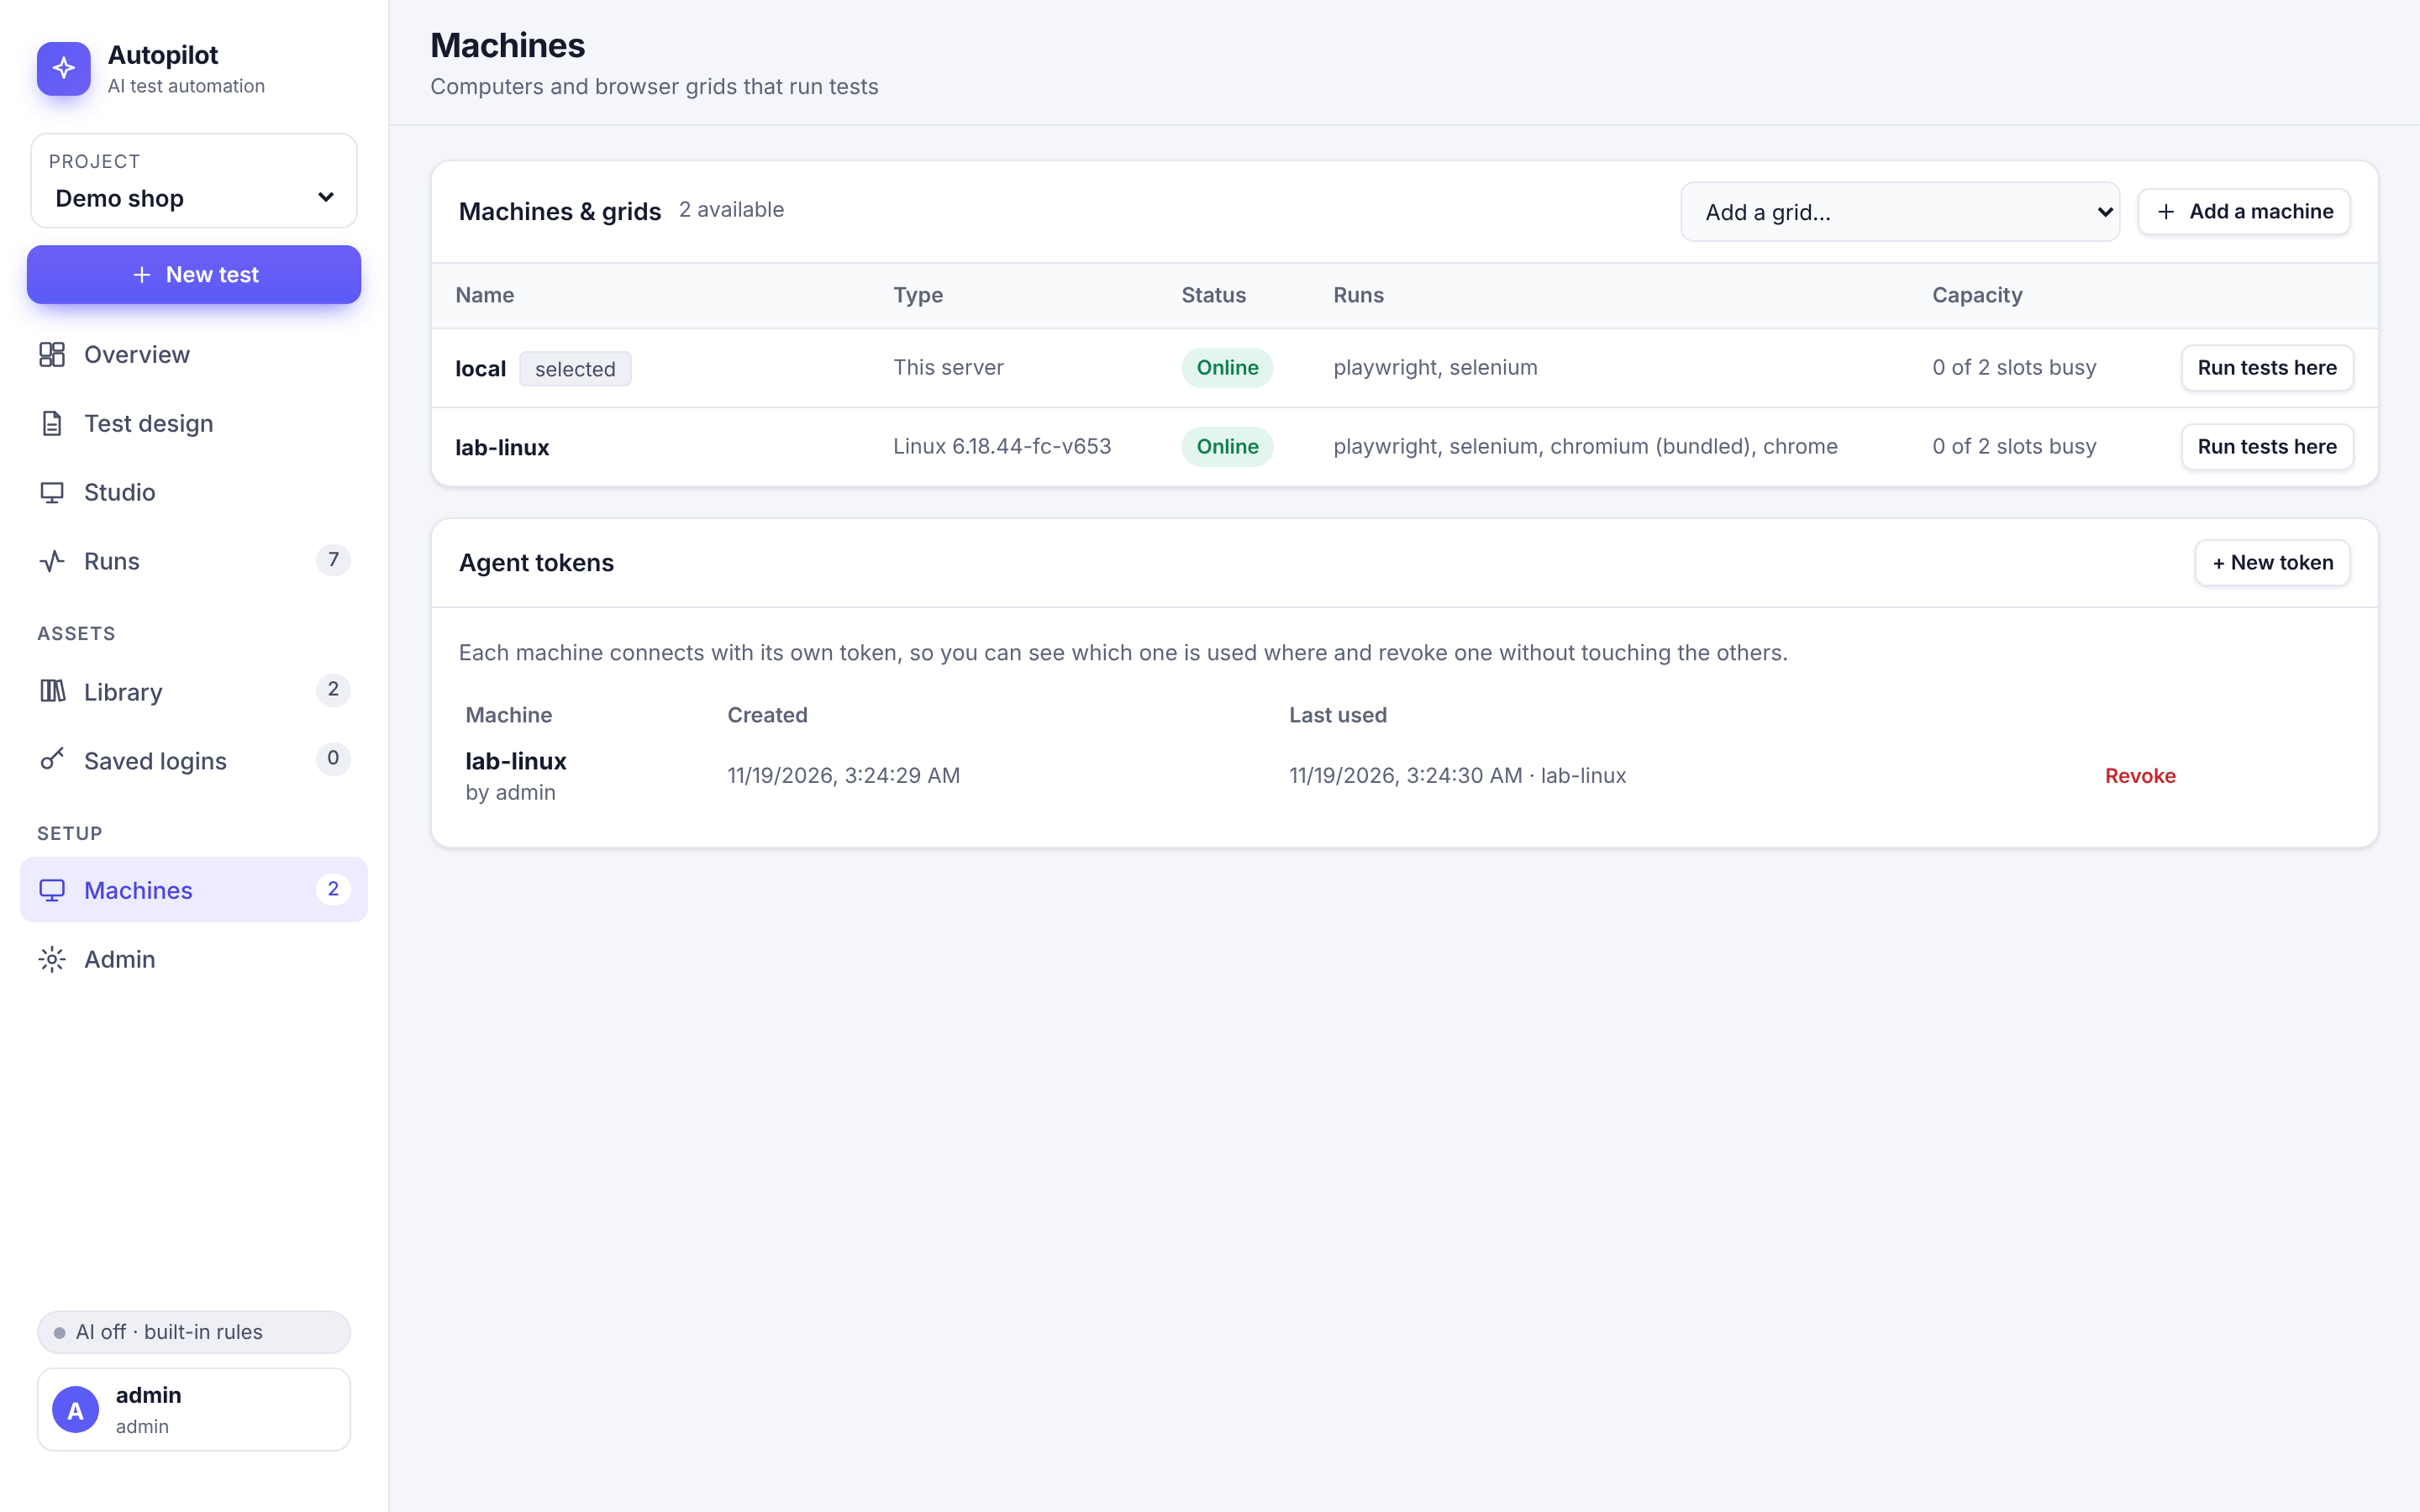 Autopilot
AI test automation
PROJECT
Demo shop
New test
Overview
Test design
Studio
Runs 7
ASSETS
Library 2
Saved logins 0
SETUP
Machines 2
Admin
AI off · built-in rules
A
admin
admin
Machines
Computers and browser grids that run tests
Machines & grids 2 available
Add a grid...
Add a machine
Name Type Status Runs Capacity
local selected This server Online playwright, selenium 0 of 2 slots busy Run tests here
lab-linux Linux 6.18.44-fc-v653 Online playwright, selenium, chromium (bundled), chrome 0 of 2 slots busy Run tests here
Agent tokens
+ New token
Each machine connects with its own token, so you can see which one is used where and revoke one without touching the others.
Machine Created Last used
lab-linux
by admin
11/19/2026, 3:24:29 AM 11/19/2026, 3:24:30 AM · lab-linux Revoke